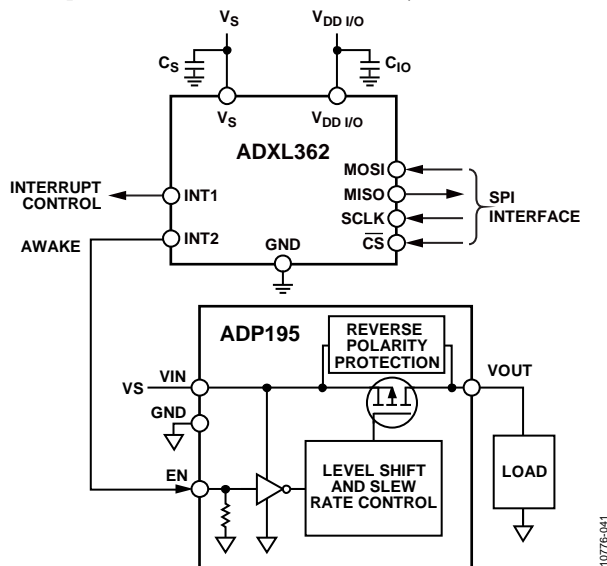 VS
VDD I/O
CS
CIO
VS
VDD I/O
ADXL362
MOSI
MISO
SCLK
CS
SPI
INTERFACE
INTERRUPT
CONTROL
INT1
AWAKE
INT2
GND
ADP195
REVERSE
POLARITY
PROTECTION
VS
VIN
VOUT
GND
EN
LEVEL SHIFT
AND SLEW
RATE CONTROL
LOAD
10776-041